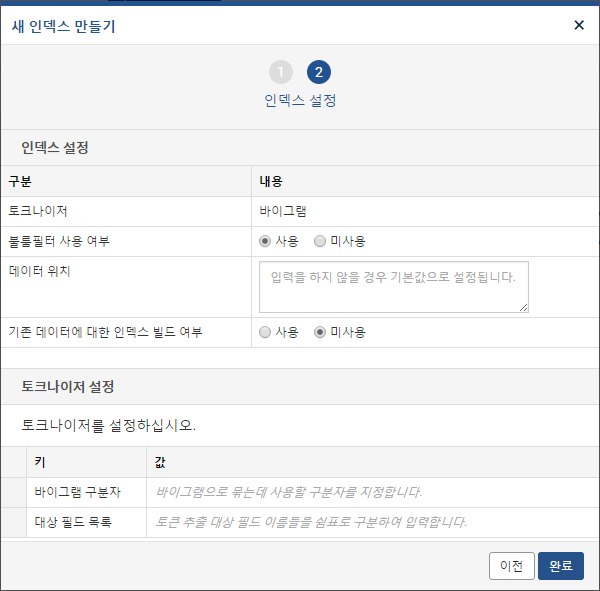 새 인덱스 만들기 ×
1 2
인덱스 설정
인덱스 설정
구분 내용
토크나이저 바이그램
불룸필터 사용 여부 사용 미사용
데이터 위치 입력을 하지 않을 경우 기본값으로 설정됩니다.
기존 데이터에 대한 인덱스 빌드 여부 사용 미사용
토크나이저 설정
토크나이저를 설정하십시오.
키 값
바이그램 구분자 바이그램으로 묶는데 사용할 구분자를 지정합니다.
대상 필드 목록 토큰 추출 대상 필드 이름들을 쉼표로 구분하여 입력합니다.
이전 완료